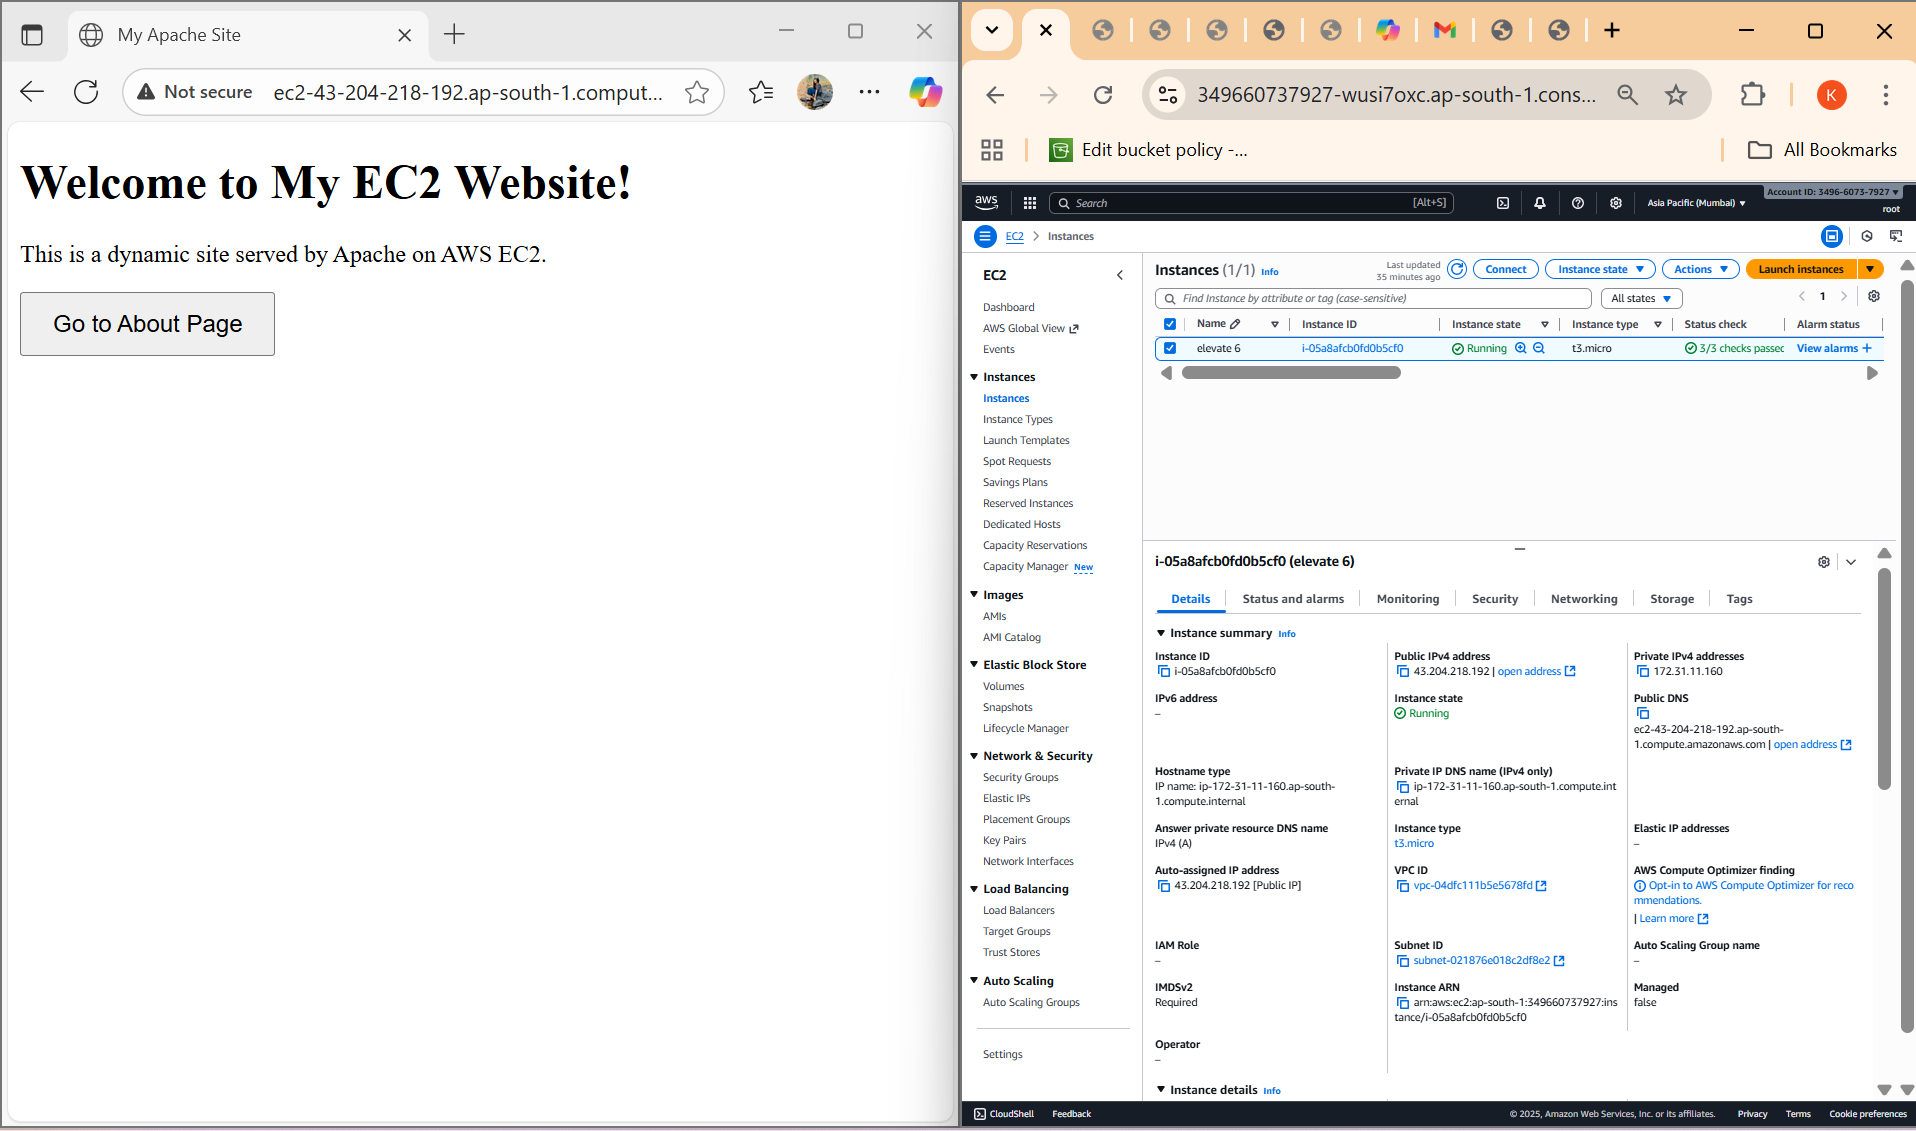 My Apache Site
Not secure
ec2-43-204-218-192.ap-south-1.comput...
Welcome to My EC2 Website!
This is a dynamic site served by Apache on AWS EC2.
Go to About Page
349660737927-wusi7oxc.ap-south-1.cons...
K
Edit bucket policy -...
All Bookmarks
aws
Search
[Alt+S]
Asia Pacific (Mumbai)
Account ID: 3496-6073-7927
root
EC2
Instances
EC2
Dashboard
AWS Global View
Events
Instances
Instances
Instance Types
Launch Templates
Spot Requests
Savings Plans
Reserved Instances
Dedicated Hosts
Capacity Reservations
Capacity Manager New
Images
AMIs
AMI Catalog
Elastic Block Store
Volumes
Snapshots
Lifecycle Manager
Network & Security
Security Groups
Elastic IPs
Placement Groups
Key Pairs
Network Interfaces
Load Balancing
Load Balancers
Target Groups
Trust Stores
Auto Scaling
Auto Scaling Groups
Settings
Instances (1/1) Info
Last updated
35 minutes ago
Connect
Instance state
Actions
Launch instances
Find Instance by attribute or tag (case-sensitive)
All states
1
Name
Instance ID
Instance state
Instance type
Status check
Alarm status
elevate 6
i-05a8afcb0fd0b5cf0
Running
t3.micro
3/3 checks passed
View alarms +
i-05a8afcb0fd0b5cf0 (elevate 6)
Details
Status and alarms
Monitoring
Security
Networking
Storage
Tags
Instance summary Info
Instance ID
i-05a8afcb0fd0b5cf0
Public IPv4 address
43.204.218.192 | open address
Private IPv4 addresses
172.31.11.160
IPv6 address
–
Instance state
Running
Public DNS
ec2-43-204-218-192.ap-south-
1.compute.amazonaws.com | open address
Hostname type
IP name: ip-172-31-11-160.ap-south-
1.compute.internal
Private IP DNS name (IPv4 only)
ip-172-31-11-160.ap-south-1.compute.int
ernal
Answer private resource DNS name
IPv4 (A)
Instance type
t3.micro
Elastic IP addresses
–
Auto-assigned IP address
43.204.218.192 [Public IP]
VPC ID
vpc-04dfc111b5e5678fd
AWS Compute Optimizer finding
Opt-in to AWS Compute Optimizer for reco
mmendations.
| Learn more
IAM Role
–
Subnet ID
subnet-021876e018c2df8e2
Auto Scaling Group name
–
IMDSv2
Required
Instance ARN
arn:aws:ec2:ap-south-1:349660737927:ins
tance/i-05a8afcb0fd0b5cf0
Managed
false
Operator
–
Instance details Info
CloudShell
Feedback
© 2025, Amazon Web Services, Inc. or its affiliates.
Privacy
Terms
Cookie preferences